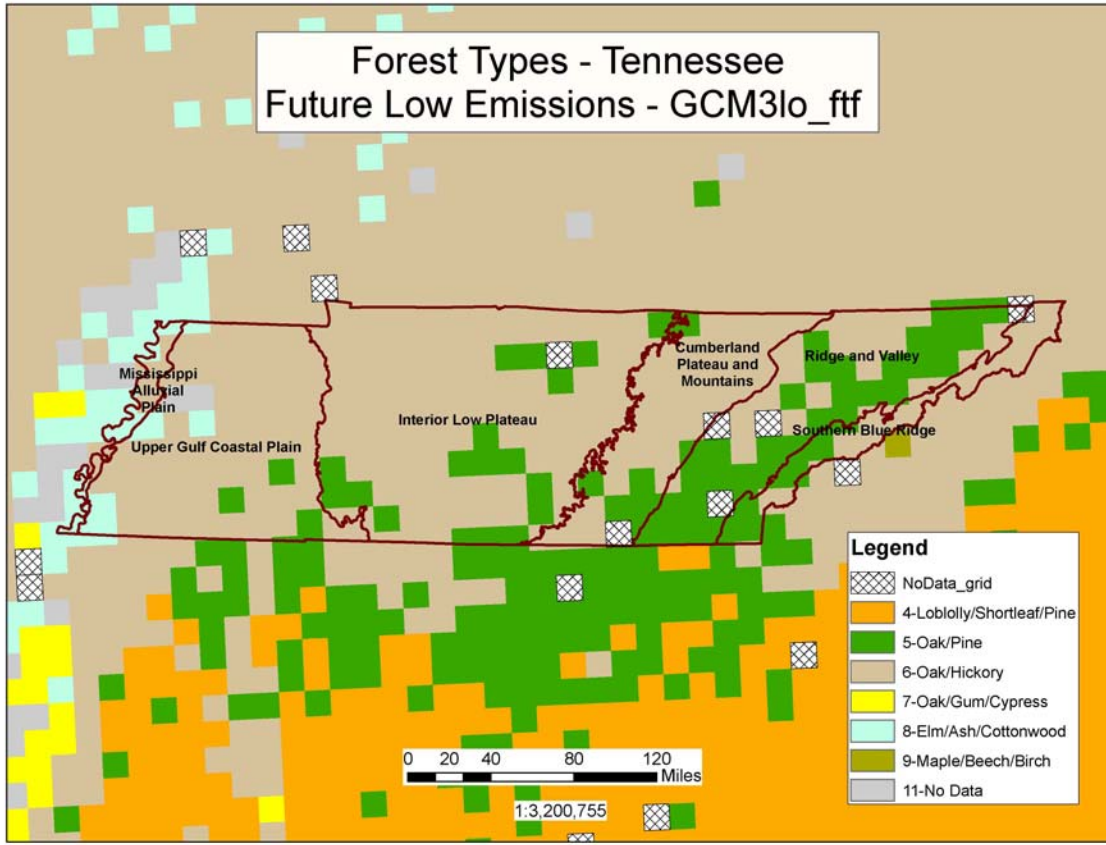 Forest Types - Tennessee
Future Low Emissions - GCM3lo_ftf
Mississippi
Alluvial
Plain
Upper Gulf Coastal Plain
Interior Low Plateau
Cumberland
Plateau and
Mountains
Ridge and Valley
Southern Blue Ridge
Legend
NoData_grid
4-Loblolly/Shortleaf/Pine
5-Oak/Pine
6-Oak/Hickory
7-Oak/Gum/Cypress
8-Elm/Ash/Cottonwood
9-Maple/Beech/Birch
11-No Data
0 20 40 80 120
Miles
1:3,200,755